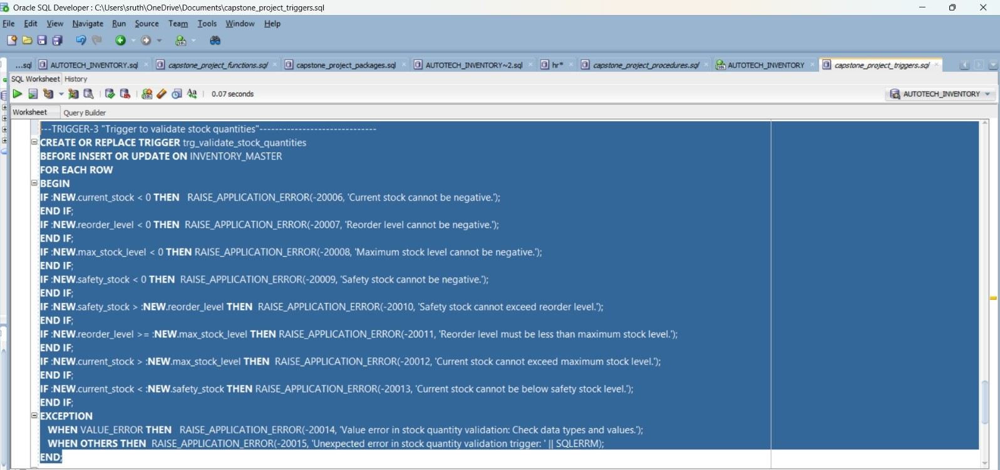 Oracle SQL Developer : C:\Users\sruth\OneDrive\Documents\capstone_project_triggers.sql
File Edit View Navigate Run Source Team Tools Window Help
...sql AUTOTECH_INVENTORY.sql capstone_project_functions.sql capstone_project_packages.sql AUTOTECH_INVENTORY~2.sql hr* capstone_project_procedures.sql AUTOTECH_INVENTORY capstone_project_triggers.sql
SQL Worksheet History
0.07 seconds AUTOTECH_INVENTORY
Worksheet Query Builder
---TRIGGER-3 "Trigger to validate stock quantities"------------------------------
CREATE OR REPLACE TRIGGER trg_validate_stock_quantities
BEFORE INSERT OR UPDATE ON INVENTORY_MASTER
FOR EACH ROW
BEGIN
IF :NEW.current_stock < 0 THEN   RAISE_APPLICATION_ERROR(-20006, 'Current stock cannot be negative.');
END IF;
IF :NEW.reorder_level < 0 THEN  RAISE_APPLICATION_ERROR(-20007, 'Reorder level cannot be negative.');
END IF;
IF :NEW.max_stock_level < 0 THEN RAISE_APPLICATION_ERROR(-20008, 'Maximum stock level cannot be negative.');
END IF;
IF :NEW.safety_stock < 0 THEN  RAISE_APPLICATION_ERROR(-20009, 'Safety stock cannot be negative.');
END IF;
IF :NEW.safety_stock > :NEW.reorder_level THEN  RAISE_APPLICATION_ERROR(-20010, 'Safety stock cannot exceed reorder level.');
END IF;
IF :NEW.reorder_level >= :NEW.max_stock_level THEN RAISE_APPLICATION_ERROR(-20011, 'Reorder level must be less than maximum stock level.');
END IF;
IF :NEW.current_stock > :NEW.max_stock_level THEN  RAISE_APPLICATION_ERROR(-20012, 'Current stock cannot exceed maximum stock level.');
END IF;
IF :NEW.current_stock < :NEW.safety_stock THEN RAISE_APPLICATION_ERROR(-20013, 'Current stock cannot be below safety stock level.');
END IF;
EXCEPTION
WHEN VALUE_ERROR THEN   RAISE_APPLICATION_ERROR(-20014, 'Value error in stock quantity validation: Check data types and values.');
WHEN OTHERS THEN  RAISE_APPLICATION_ERROR(-20015, 'Unexpected error in stock quantity validation trigger: ' || SQLERRM);
END;